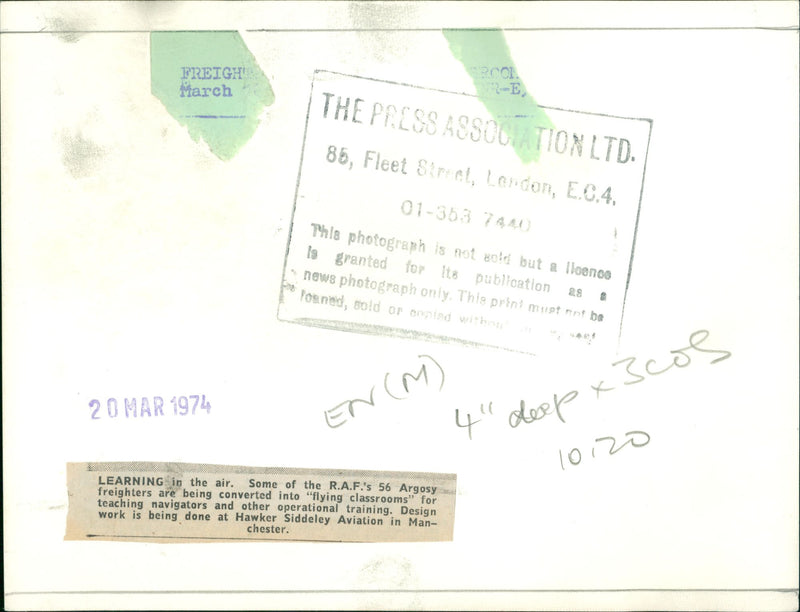 FREIGH
March
ROOK
R-E,
THE PRESS ASSOCIATION LTD.
85, Fleet Street, London, E.C.4.
01-353 7440
This photograph is not sold but a licence
is granted for its publication as a
news photograph only. This print must not be
loaned, sold or copied without
EN (M)
4" deep x 3 cols
10.20
20 MAR 1974
LEARNING in the air. Some of the R.A.F.'s 56 Argosy
freighters are being converted into "flying classrooms" for
teaching navigators and other operational training. Design
work is being done at Hawker Siddeley Aviation in Man-
chester.